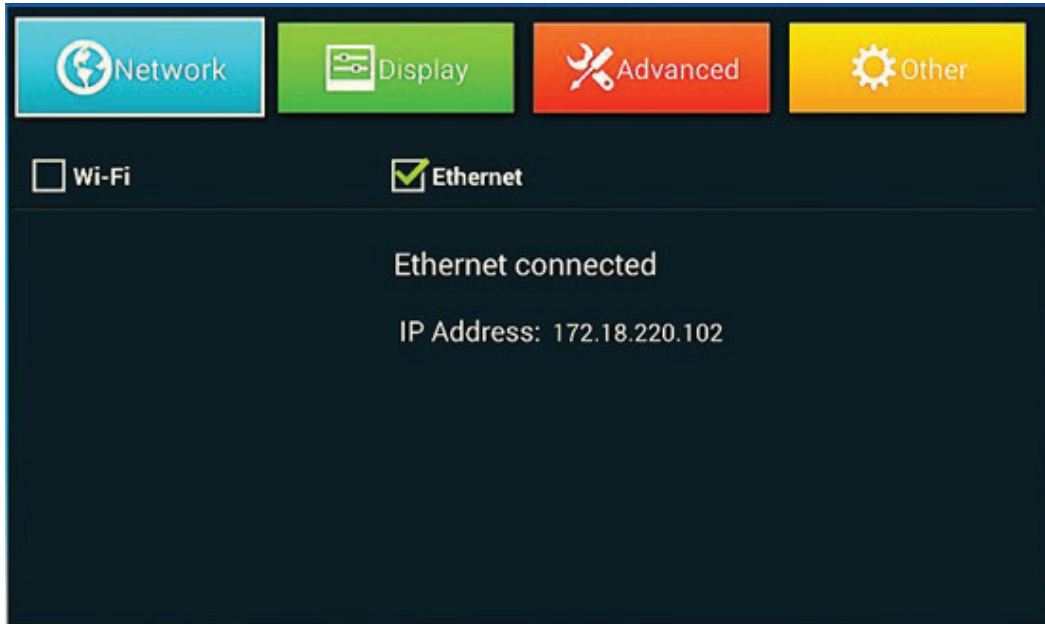 Network Display Advanced Other
Wi-Fi Ethernet
Ethernet connected
IP Address: 172.18.220.102